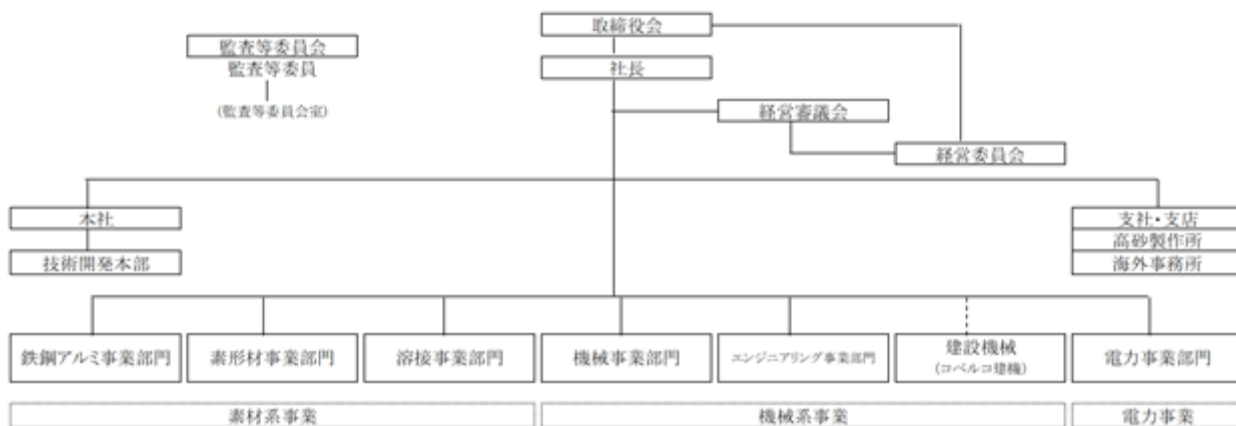 取締役会
監査等委員会
監査等委員
(監査等委員会室)
社長
経営審議会
経営委員会
本社
技術開発本部
支社・支店
高砂製作所
海外事務所
鉄鋼アルミ事業部門
素形材事業部門
溶接事業部門
機械事業部門
エンジニアリング事業部門
建設機械
(コベルコ建機)
電力事業部門
素材系事業
機械系事業
電力事業